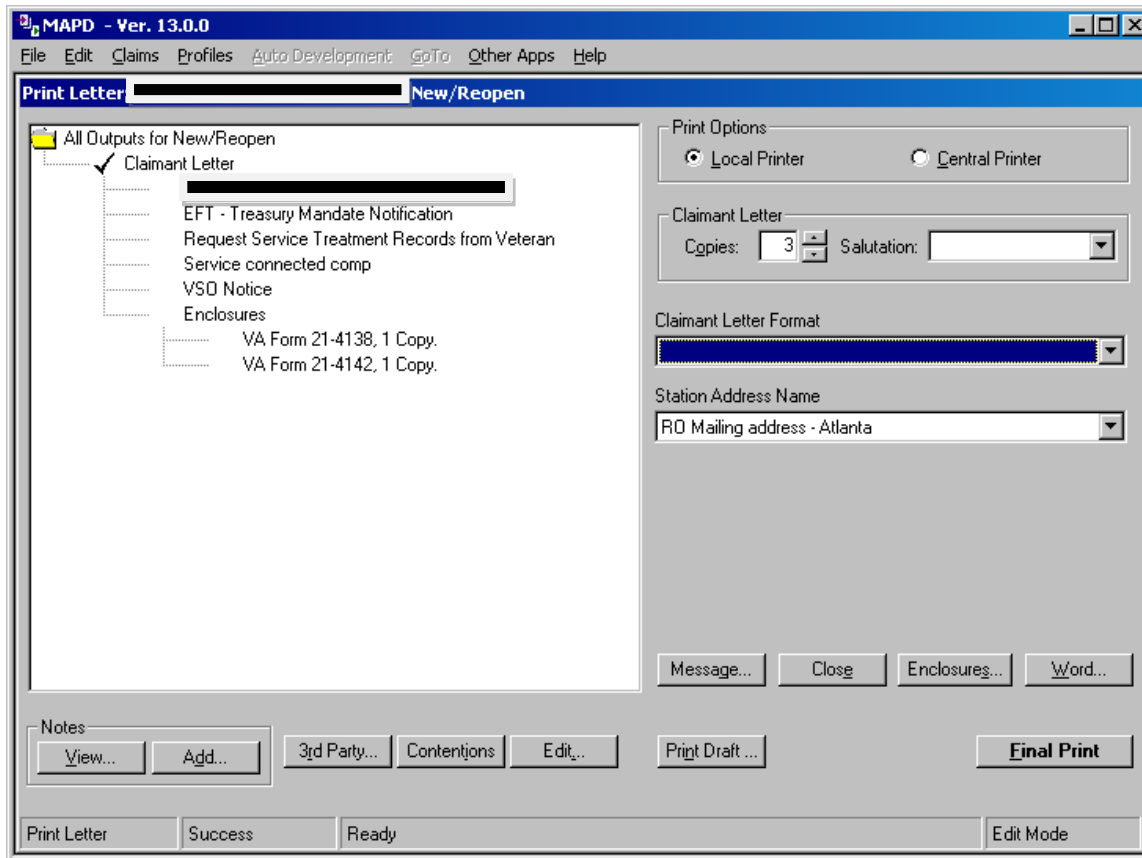 MAPD - Ver. 13.0.0
File Edit Claims Profiles Auto Development GoTo Other Apps Help
Print Letter: New/Reopen
All Outputs for New/Reopen
Claimant Letter
EFT - Treasury Mandate Notification
Request Service Treatment Records from Veteran
Service connected comp
VSO Notice
Enclosures
VA Form 21-4138, 1 Copy.
VA Form 21-4142, 1 Copy.
Print Options
Local Printer Central Printer
Claimant Letter
Copies: 3 Salutation:
Claimant Letter Format
Station Address Name
RO Mailing address - Atlanta
Message... Close Enclosures... Word...
Notes
View... Add... 3rd Party... Contentions Edit... Print Draft ... Final Print
Print Letter Success Ready Edit Mode